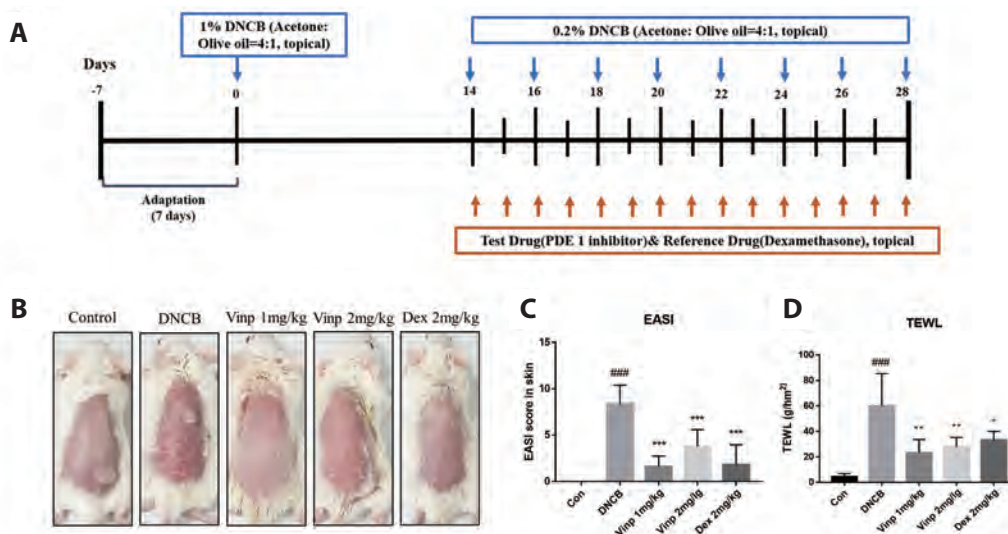 A
1% DNCB (Acetone:
Olive oil=4:1, topical)
0.2% DNCB (Acetone: Olive oil=4:1, topical)
Days
-7
0
14
16
18
20
22
24
26
28
Adaptation
(7 days)
Test Drug(PDE 1 inhibitor)& Reference Drug(Dexamethasone), topical
B
Control
DNCB
Vinp 1mg/kg
Vinp 2mg/kg
Dex 2mg/kg
C
EASI
EASI score in skin
15
10
5
0
###
***
***
***
Con
DNCB
Vinp 1mg/kg
Vinp 2mg/lg
Dex 2mg/kg
D
TEWL
TEWL (g/hm²)
100
80
60
40
20
0
###
**
**
*
Con
DNCB
Vinp 1mg/kg
Vinp 2mg/lg
Dex 2mg/kg